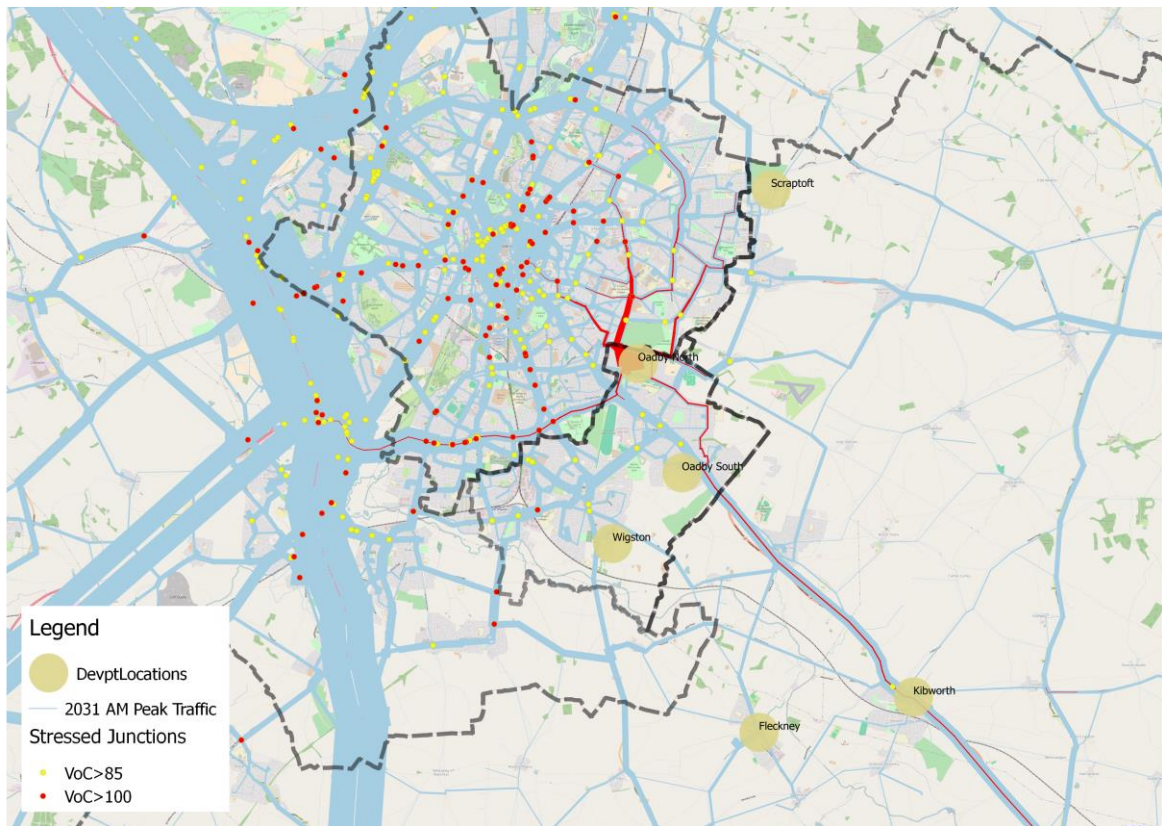 Scraptoft
Oadby North
Oadby South
Wigston
Kibworth
Fleckney
Legend
DevptLocations
2031 AM Peak Traffic
Stressed Junctions
VoC>85
VoC>100